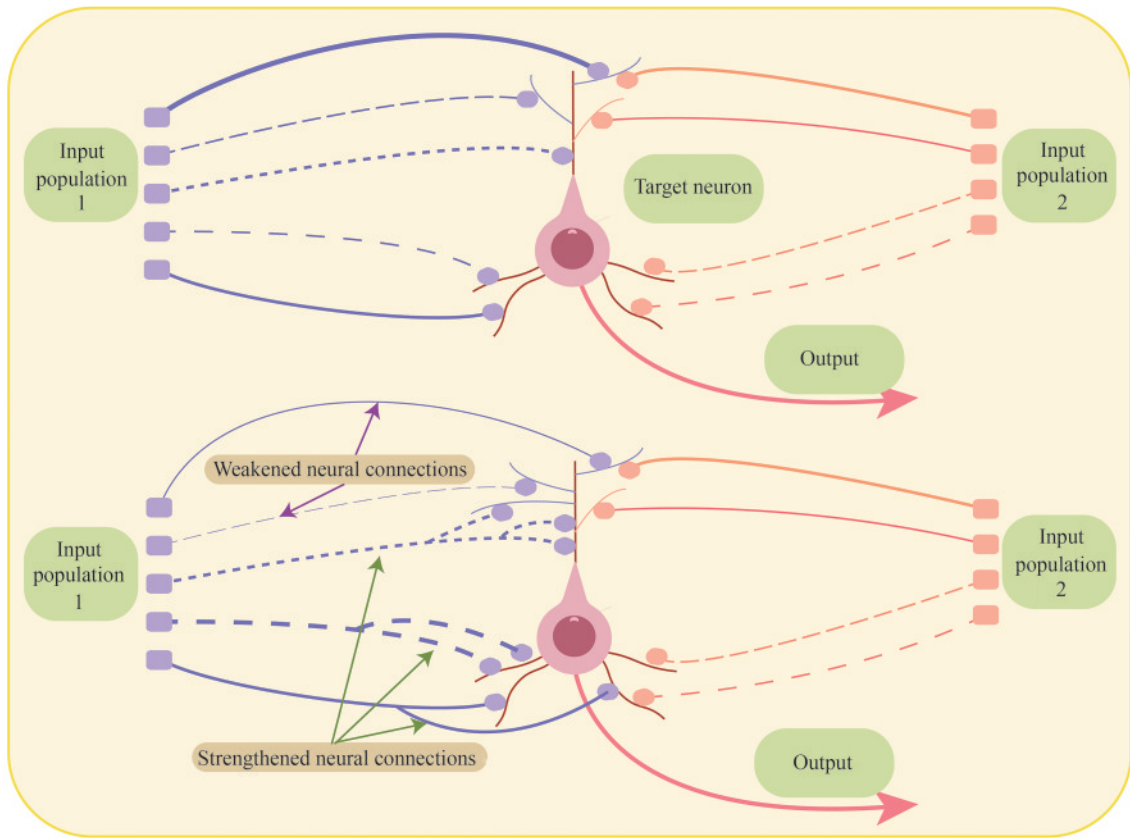 Input
population
1
Target neuron
Input
population
2
Output
Weakened neural connections
Input
population
1
Input
population
2
Strengthened neural connections
Output